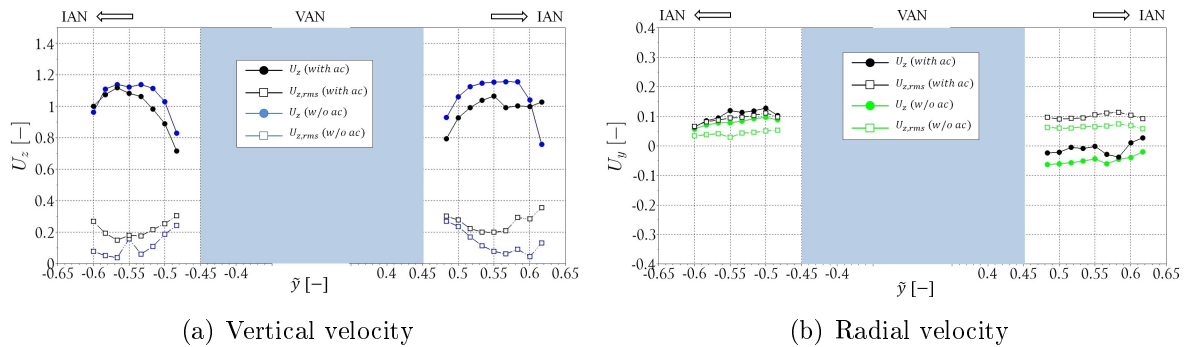 IAN VAN IAN
1.4
1.2
1
0.8
0.6
0.4
0.2
0
U_z [−]
U_z (with ac)
U_z,rms (with ac)
U_z (w/o ac)
U_z,rms (w/o ac)
-0.65 -0.6 -0.55 -0.5 -0.45 -0.4 0.4 0.45 0.5 0.55 0.6 0.65
ỹ [−]
(a) Vertical velocity
IAN VAN IAN
0.4
0.3
0.2
0.1
0
-0.1
-0.2
-0.3
-0.4
U_y [−]
U_z (with ac)
U_z,rms (with ac)
U_z (w/o ac)
U_z,rms (w/o ac)
-0.65 -0.6 -0.55 -0.5 -0.45 -0.4 0.4 0.45 0.5 0.55 0.6 0.65
ỹ [−]
(b) Radial velocity